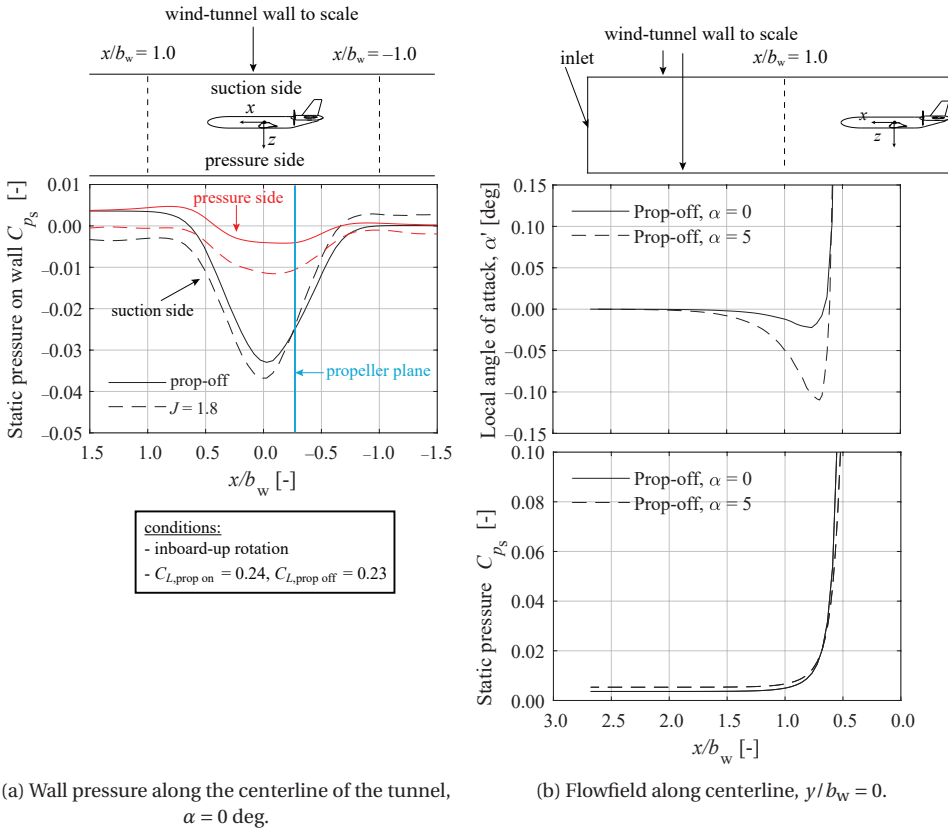 wind-tunnel wall to scale
x/b_w = 1.0
x/b_w = –1.0
suction side
x
z
pressure side
0.01
0.00
–0.01
–0.02
–0.03
–0.04
–0.05
Static pressure on wall C_{p_s} [-]
pressure side
suction side
prop-off
J = 1.8
propeller plane
1.5
1.0
0.5
0.0
-0.5
-1.0
-1.5
x/b_w [-]
conditions:
- inboard-up rotation
- C_{L,prop on} = 0.24, C_{L,prop off} = 0.23
(a) Wall pressure along the centerline of the tunnel,
α = 0 deg.
wind-tunnel wall to scale
inlet
x/b_w = 1.0
x
z
0.15
0.10
0.05
0.00
–0.05
–0.10
–0.15
Local angle of attack, α' [deg]
Prop-off, α = 0
Prop-off, α = 5
0.10
0.08
0.06
0.04
0.02
0.00
Static pressure C_{p_s} [-]
Prop-off, α = 0
Prop-off, α = 5
3.0
2.0
1.5
1.0
0.5
0.0
x/b_w [-]
(b) Flowfield along centerline, y/b_w = 0.